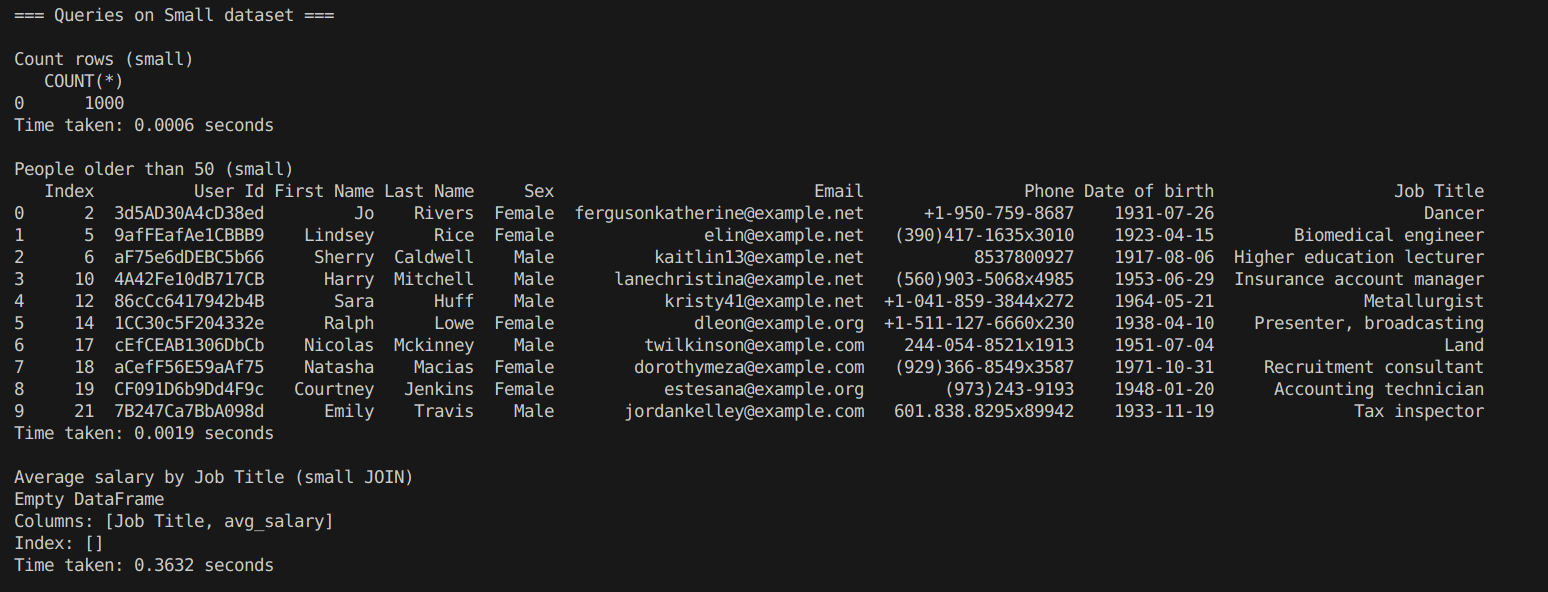 === Queries on Small dataset ===
Count rows (small)
COUNT(*)
0 1000
Time taken: 0.0006 seconds
People older than 50 (small)
Index User Id First Name Last Name Sex Email Phone Date of birth Job Title
0 2 3d5AD30A4cD38ed Jo Rivers Female fergusonkatherine@example.net +1-950-759-8687 1931-07-26 Dancer
1 5 9afFEafAe1CBBB9 Lindsey Rice Female elin@example.net (390)417-1635x3010 1923-04-15 Biomedical engineer
2 6 aF75e6dDEBC5b66 Sherry Caldwell Male kaitlin13@example.net 8537800927 1917-08-06 Higher education lecturer
3 10 4A42Fe10dB717CB Harry Mitchell Male lanechristina@example.net (560)903-5068x4985 1953-06-29 Insurance account manager
4 12 86cCc6417942b4B Sara Huff Male kristy41@example.net +1-041-859-3844x272 1964-05-21 Metallurgist
5 14 1CC30c5F204332e Ralph Lowe Female dleon@example.org +1-511-127-6660x230 1938-04-10 Presenter, broadcasting
6 17 cEfCEAB1306DbCb Nicolas Mckinney Male twilkinson@example.com 244-054-8521x1913 1951-07-04 Land
7 18 aCefF56E59aAf75 Natasha Macias Female dorothymeza@example.com (929)366-8549x3587 1971-10-31 Recruitment consultant
8 19 CF091D6b9Dd4F9c Courtney Jenkins Female estesana@example.org (973)243-9193 1948-01-20 Accounting technician
9 21 7B247Ca7BbA098d Emily Travis Male jordankelley@example.com 601.838.8295x89942 1933-11-19 Tax inspector
Time taken: 0.0019 seconds
Average salary by Job Title (small JOIN)
Empty DataFrame
Columns: [Job Title, avg_salary]
Index: []
Time taken: 0.3632 seconds